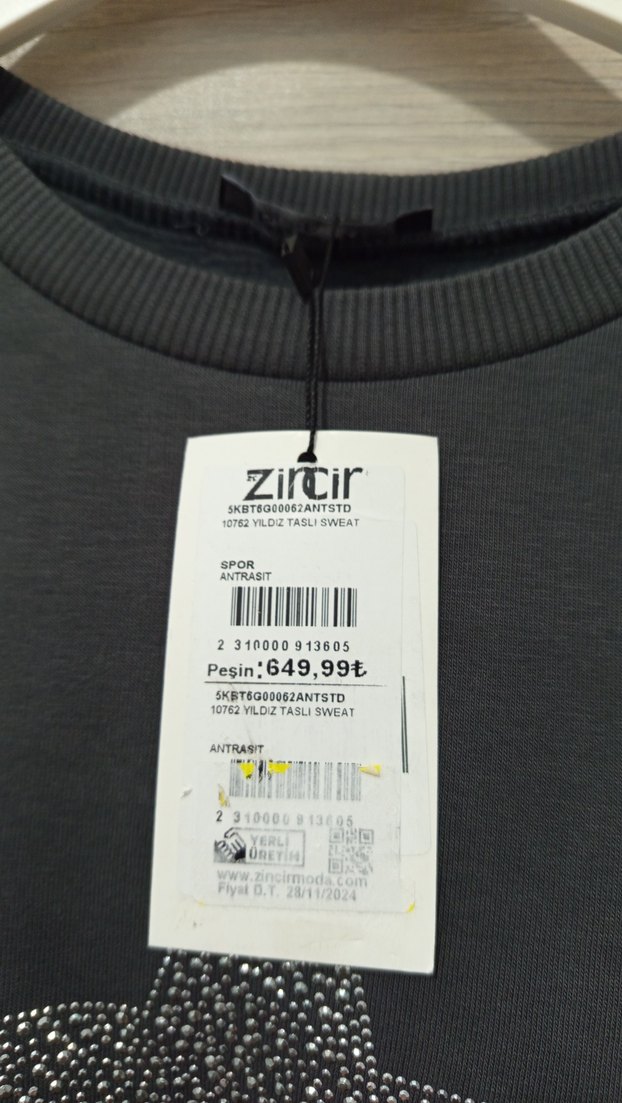 zincir
5KBT6G00062ANTSTD
10762 YILDIZ TASLI SWEAT
SPOR
ANTRASIT
2 310000 913605
Peşin:649,99₺
5KBT6G00062ANTSTD
10762 YILDIZ TASLI SWEAT
ANTRASIT
2 310000 913605
YERLİ
ÜRETİM
www.zincirmoda.com
Fiyat D.T. 28/11/2024